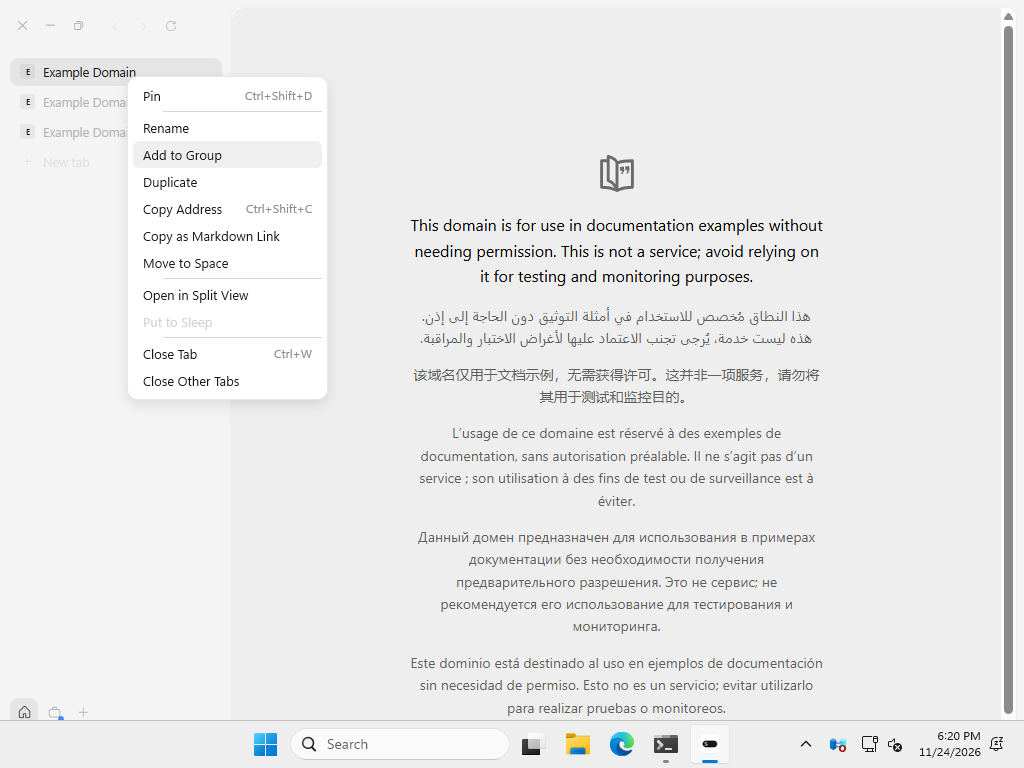 E Example Domain
E Example Domai
E Example Domai
+ New tab
Pin Ctrl+Shift+D
Rename
Add to Group
Duplicate
Copy Address Ctrl+Shift+C
Copy as Markdown Link
Move to Space
Open in Split View
Put to Sleep
Close Tab Ctrl+W
Close Other Tabs
This domain is for use in documentation examples without
needing permission. This is not a service; avoid relying on
it for testing and monitoring purposes.
هذا النطاق مُخصص للاستخدام في أمثلة التوثيق دون الحاجة إلى إذن.
هذه ليست خدمة، يُرجى تجنب الاعتماد عليها لأغراض الاختبار والمراقبة.
该域名仅用于文档示例，无需获得许可。这并非一项服务，请勿将
其用于测试和监控目的。
L’usage de ce domaine est réservé à des exemples de
documentation, sans autorisation préalable. Il ne s’agit pas d’un
service ; son utilisation à des fins de test ou de surveillance est à
éviter.
Данный домен предназначен для использования в примерах
документации без необходимости получения
предварительного разрешения. Это не сервис; не
рекомендуется его использование для тестирования и
мониторинга.
Este dominio está destinado al uso en ejemplos de documentación
sin necesidad de permiso. Esto no es un servicio; evitar utilizarlo
para realizar pruebas o monitoreos.
Search
6:20 PM
11/24/2026